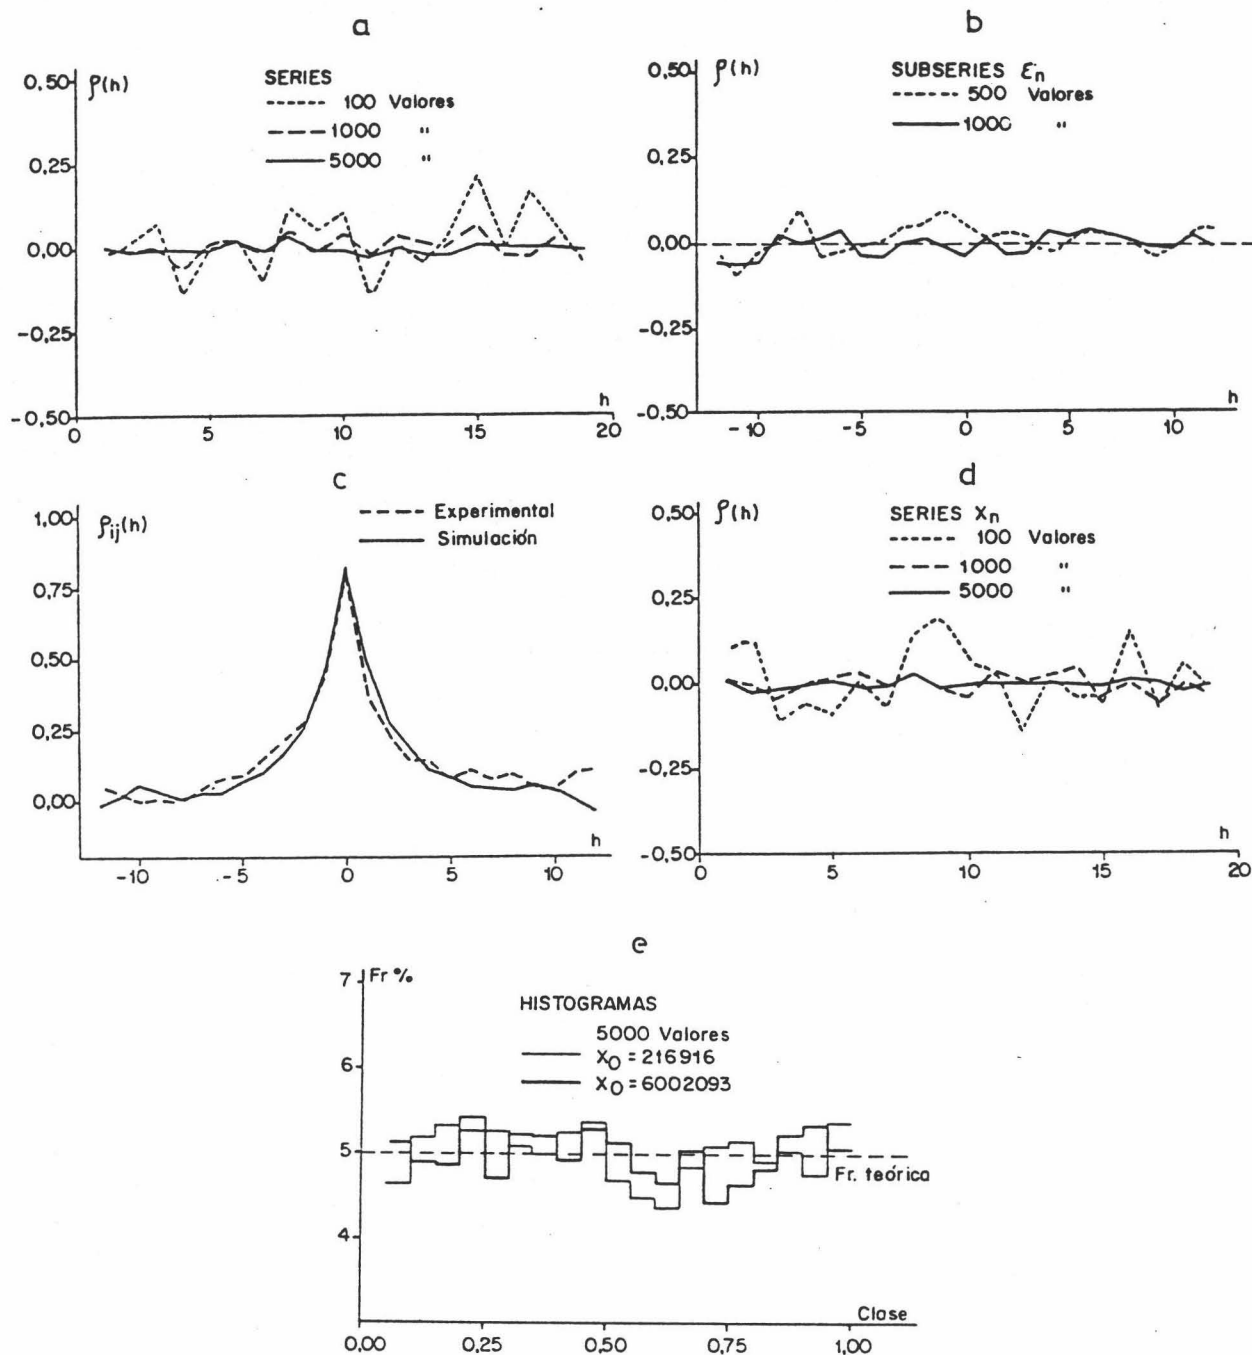 a
0,50
ρ(h)
SERIES
100 Valores
1000 "
5000 "
0,25
0,00
-0,25
-0,50
h
0 5 10 15 20
b
0,50
ρ(h)
SUBSERIES εn
500 Valores
1000 "
0,25
0,00
-0,25
-0,50
h
-10 -5 0 5 10
c
1,00
ρij(h)
Experimental
Simulación
0,75
0,50
0,25
0,00
h
-10 -5 0 5 10
d
0,50
ρ(h)
SERIES Xn
100 Valores
1000 "
5000 "
0,25
0,00
-0,25
-0,50
h
0 5 10 15 20
e
7
Fr %
HISTOGRAMAS
5000 Valores
XO = 216916
XO = 6002093
6
5
Fr. teórica
4
Clase
0,00 0,25 0,50 0,75 1,00